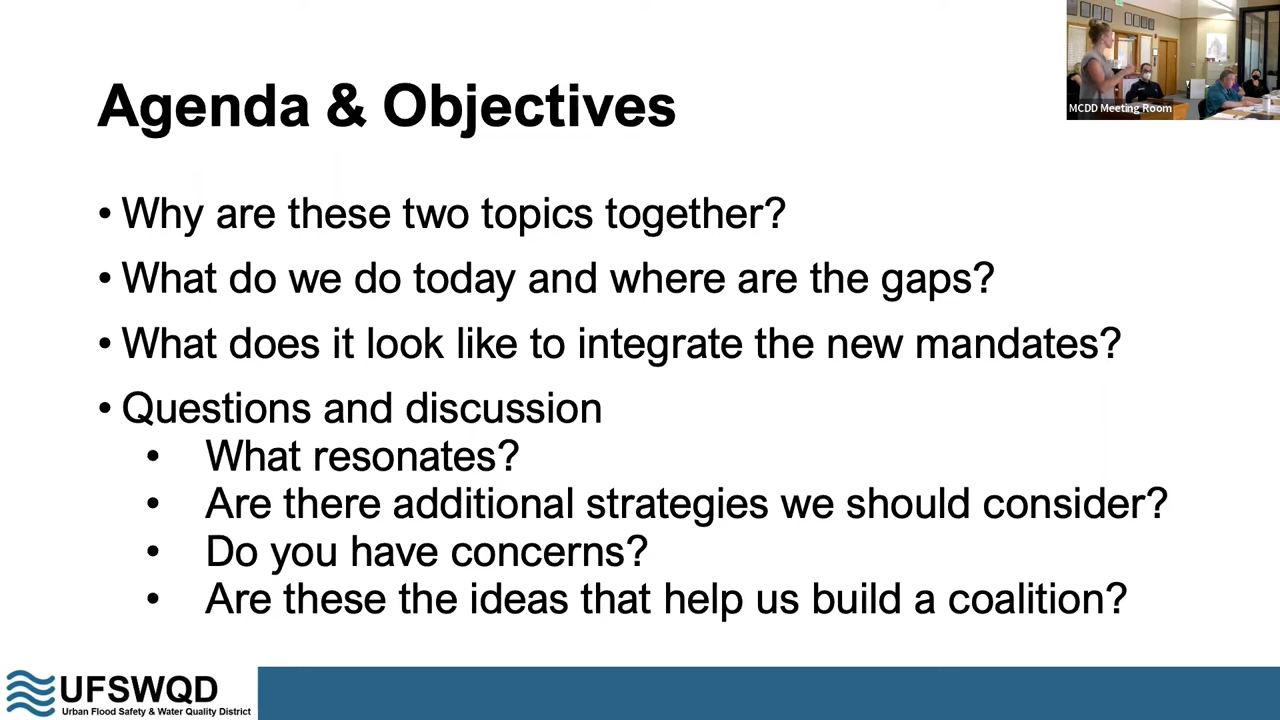 MCDD Meeting Room
Agenda & Objectives
• Why are these two topics together?
• What do we do today and where are the gaps?
• What does it look like to integrate the new mandates?
• Questions and discussion
• What resonates?
• Are there additional strategies we should consider?
• Do you have concerns?
• Are these the ideas that help us build a coalition?
UFSWQD
Urban Flood Safety & Water Quality District